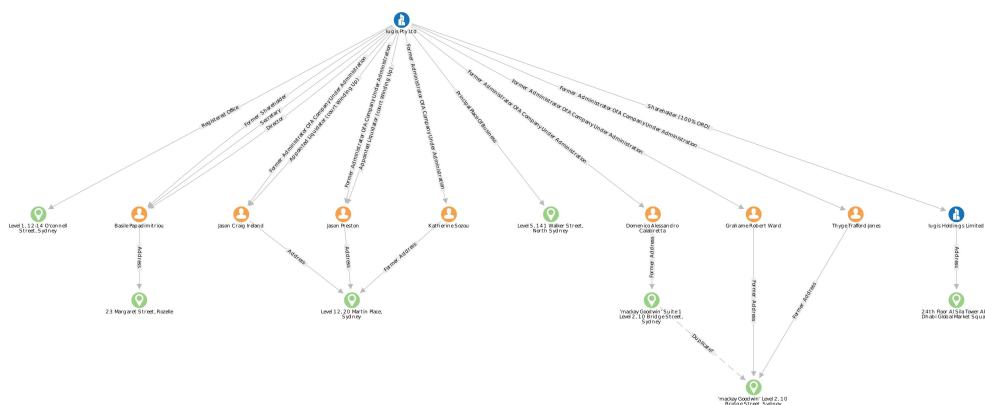 Iugis Pty Ltd
Registered Office
Former Shareholder
Secretary
Director
Former Administrator Of A Company Under Administration
Appointed Liquidator (court Winding Up)
Former Administrator Of A Company Under Administration
Appointed Liquidator (court Winding Up)
Former Administrator Of A Company Under Administration
Principal Place Of Business
Former Administrator Of A Company Under Administration
Former Administrator Of A Company Under Administration
Former Administrator Of A Company Under Administration
Shareholder (100% ORD)
Level 1, 12-14 O'connell
Street, Sydney
Basile Papadimitriou
Jason Craig Ireland
Jason Preston
Katherine Sozou
Level 5, 141 Walker Street,
North Sydney
Domenico Alessandro
Calabretta
Grahame Robert Ward
Thyge Trafford-Jones
Iugis Holdings Limited
Address
Address
Address
Former Address
Former Address
Former Address
Former Address
Address
23 Margaret Street, Rozelle
Level 12, 20 Martin Place,
Sydney
'mackay Goodwin' Suite 1
Level 2, 10 Bridge Street,
Sydney
24th Floor Al Sila Tower Ab
Dhabi Global Market Squa
Duplicate?
'mackay Goodwin' Level 2, 10
Bridge Street, Sydney